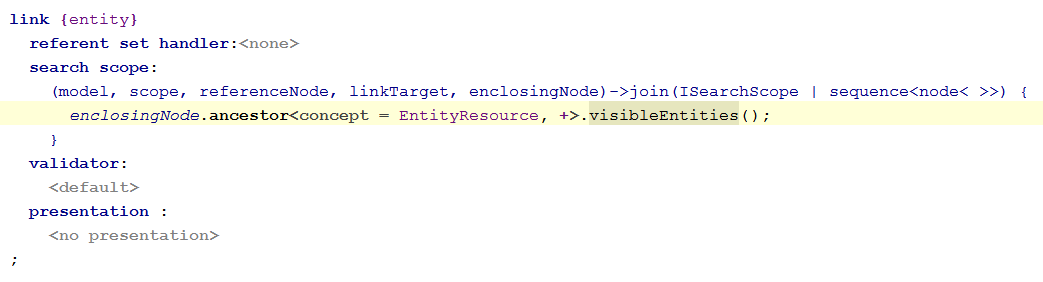 link {entity}
referent set handler:<none>
search scope:
(model, scope, referenceNode, linkTarget, enclosingNode)->join(ISearchScope | sequence<node< >>) {
enclosingNode.ancestor<concept = EntityResource, +>.visibleEntities();
}
validator:
<default>
presentation :
<no presentation>
;